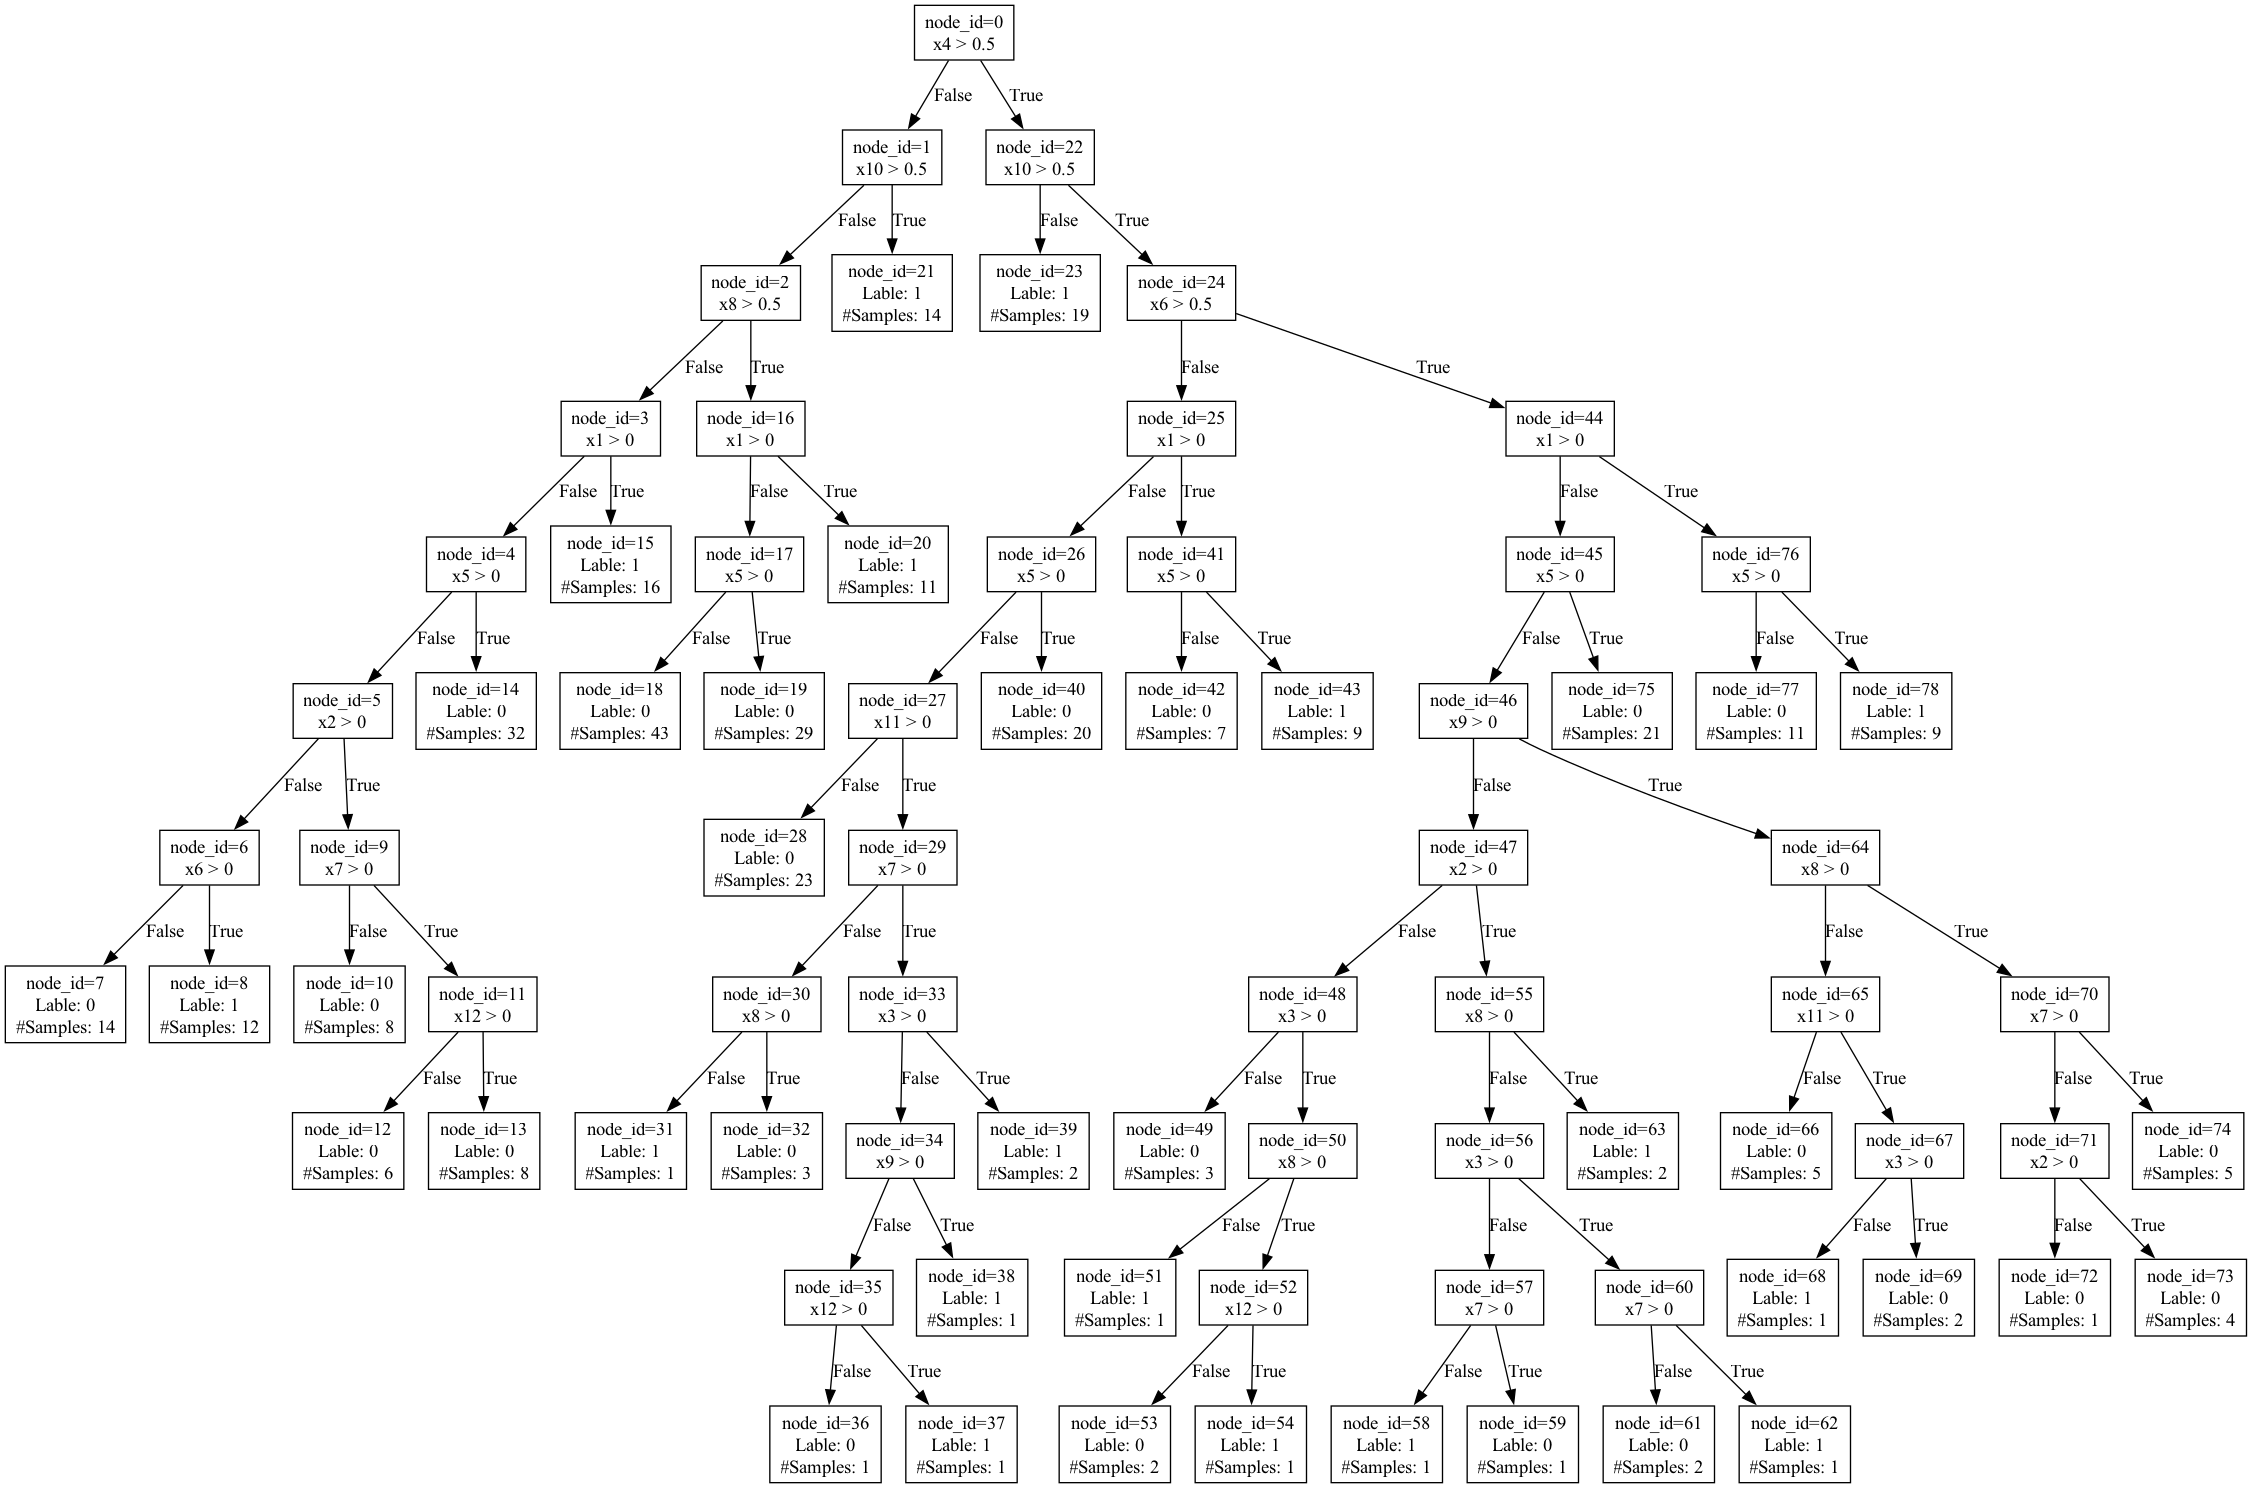 node_id=0
x4 > 0.5
False
True
node_id=1
x10 > 0.5
node_id=22
x10 > 0.5
False
True
False
True
node_id=2
x8 > 0.5
node_id=21
Lable: 1
#Samples: 14
node_id=23
Lable: 1
#Samples: 19
node_id=24
x6 > 0.5
False
True
False
True
node_id=3
x1 > 0
node_id=16
x1 > 0
node_id=25
x1 > 0
node_id=44
x1 > 0
False
True
False
True
False
True
False
True
node_id=4
x5 > 0
node_id=15
Lable: 1
#Samples: 16
node_id=17
x5 > 0
node_id=20
Lable: 1
#Samples: 11
node_id=26
x5 > 0
node_id=41
x5 > 0
node_id=45
x5 > 0
node_id=76
x5 > 0
False
True
False
True
False
True
False
True
False
True
False
True
node_id=5
x2 > 0
node_id=14
Lable: 0
#Samples: 32
node_id=18
Lable: 0
#Samples: 43
node_id=19
Lable: 0
#Samples: 29
node_id=27
x11 > 0
node_id=40
Lable: 0
#Samples: 20
node_id=42
Lable: 0
#Samples: 7
node_id=43
Lable: 1
#Samples: 9
node_id=46
x9 > 0
node_id=75
Lable: 0
#Samples: 21
node_id=77
Lable: 0
#Samples: 11
node_id=78
Lable: 1
#Samples: 9
False
True
False
True
False
True
node_id=6
x6 > 0
node_id=9
x7 > 0
node_id=28
Lable: 0
#Samples: 23
node_id=29
x7 > 0
node_id=47
x2 > 0
node_id=64
x8 > 0
False
True
False
True
False
True
False
True
False
True
node_id=7
Lable: 0
#Samples: 14
node_id=8
Lable: 1
#Samples: 12
node_id=10
Lable: 0
#Samples: 8
node_id=11
x12 > 0
node_id=30
x8 > 0
node_id=33
x3 > 0
node_id=48
x3 > 0
node_id=55
x8 > 0
node_id=65
x11 > 0
node_id=70
x7 > 0
False
True
False
True
False
True
False
True
False
True
False
True
False
True
node_id=12
Lable: 0
#Samples: 6
node_id=13
Lable: 0
#Samples: 8
node_id=31
Lable: 1
#Samples: 1
node_id=32
Lable: 0
#Samples: 3
node_id=34
x9 > 0
node_id=39
Lable: 1
#Samples: 2
node_id=49
Lable: 0
#Samples: 3
node_id=50
x8 > 0
node_id=56
x3 > 0
node_id=63
Lable: 1
#Samples: 2
node_id=66
Lable: 0
#Samples: 5
node_id=67
x3 > 0
node_id=71
x2 > 0
node_id=74
Lable: 0
#Samples: 5
False
True
False
True
False
True
False
True
False
True
node_id=35
x12 > 0
node_id=38
Lable: 1
#Samples: 1
node_id=51
Lable: 1
#Samples: 1
node_id=52
x12 > 0
node_id=57
x7 > 0
node_id=60
x7 > 0
node_id=68
Lable: 1
#Samples: 1
node_id=69
Lable: 0
#Samples: 2
node_id=72
Lable: 0
#Samples: 1
node_id=73
Lable: 0
#Samples: 4
False
True
False
True
False
True
False
True
node_id=36
Lable: 0
#Samples: 1
node_id=37
Lable: 1
#Samples: 1
node_id=53
Lable: 0
#Samples: 2
node_id=54
Lable: 1
#Samples: 1
node_id=58
Lable: 1
#Samples: 1
node_id=59
Lable: 0
#Samples: 1
node_id=61
Lable: 0
#Samples: 2
node_id=62
Lable: 1
#Samples: 1